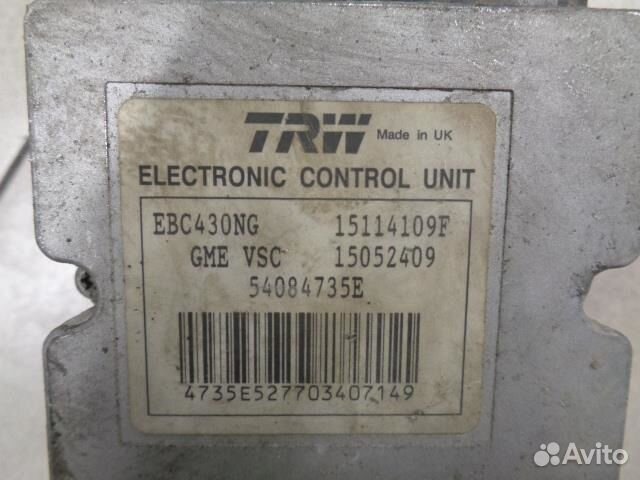 TRW Made in UK
ELECTRONIC CONTROL UNIT
EBC430NG 15114109F
GME VSC 15052409
54084735E
4735E527703407149
Avito